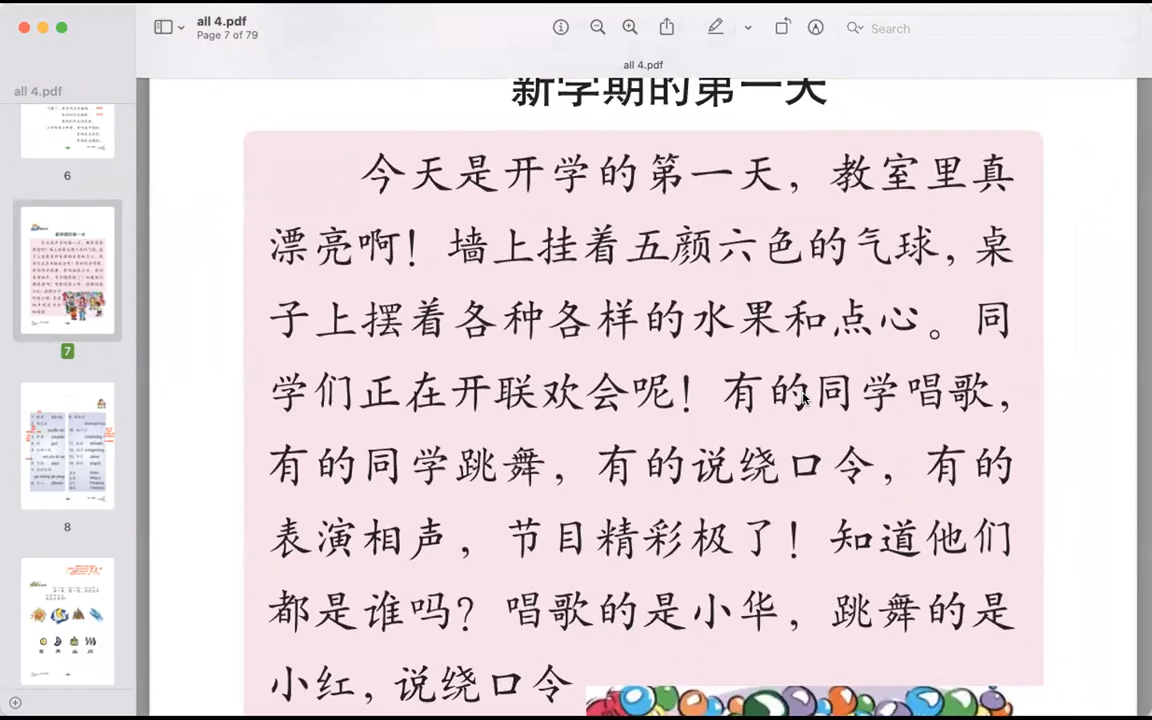 all 4.pdf
Page 7 of 79
Search
all 4.pdf
all 4.pdf
6
7
8
新学期的第一天
今天是开学的第一天，教室里真
漂亮啊！墙上挂着五颜六色的气球，桌
子上摆着各种各样的水果和点心。同
学们正在开联欢会呢！有的同学唱歌，
有的同学跳舞，有的说绕口令，有的
表演相声，节目精彩极了！知道他们
都是谁吗？唱歌的是小华，跳舞的是
小红，说绕口令